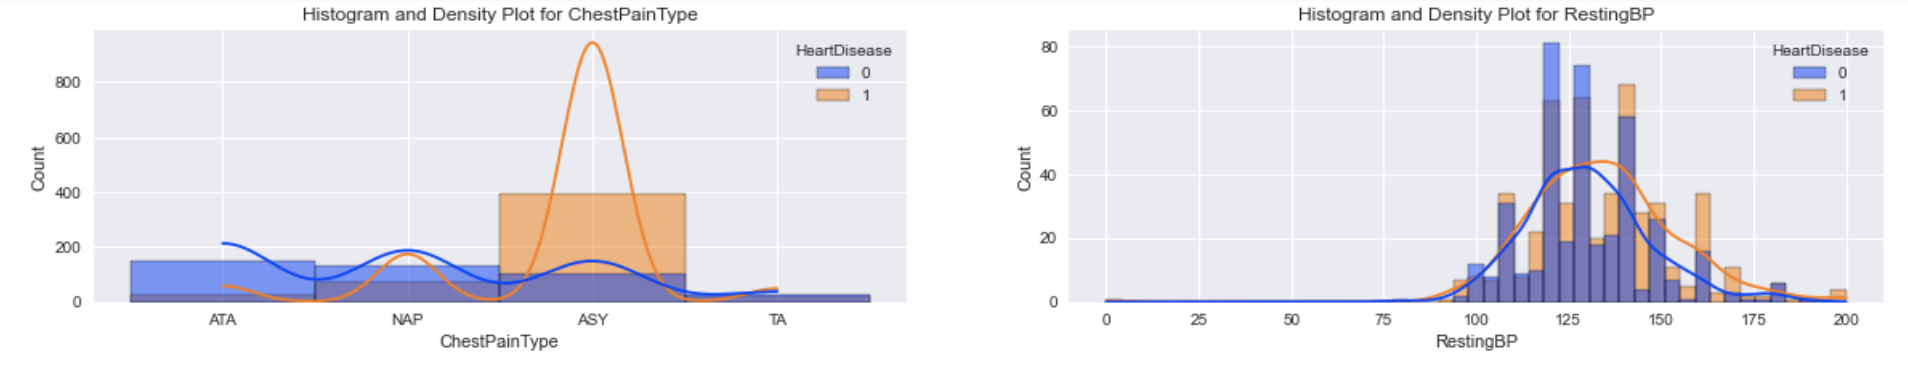 Histogram and Density Plot for ChestPainType
HeartDisease
0
1
800
600
400
200
0
Count
ATA NAP ASY TA
ChestPainType
Histogram and Density Plot for RestingBP
HeartDisease
0
1
80
60
40
20
0
Count
0 25 50 75 100 125 150 175 200
RestingBP